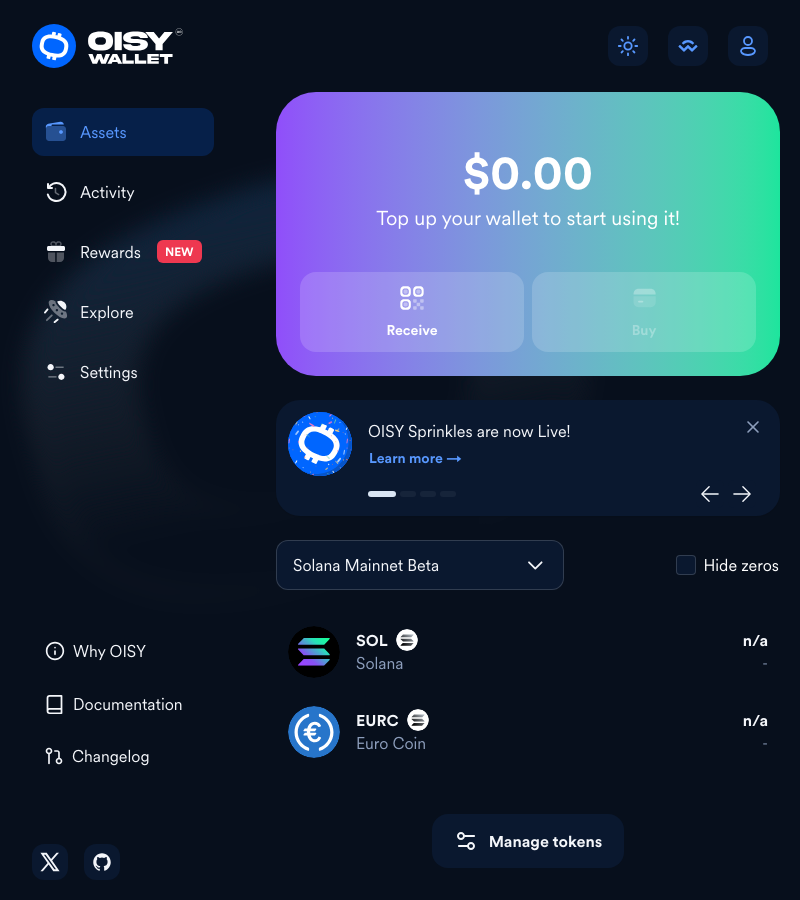 OISY
WALLET
Assets
Activity
Rewards NEW
Explore
Settings
Why OISY
Documentation
Changelog
$0.00
Top up your wallet to start using it!
Receive
Buy
OISY Sprinkles are now Live!
Learn more →
Solana Mainnet Beta
Hide zeros
SOL
n/a
Solana
-
EURC
n/a
Euro Coin
-
Manage tokens